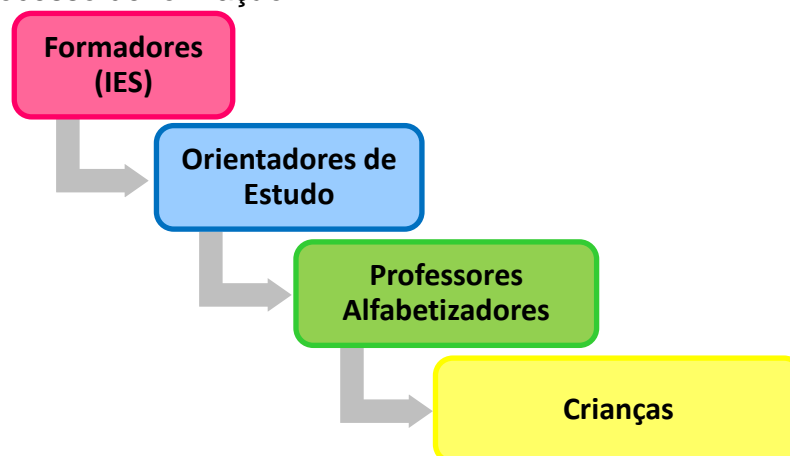 Formadores
(IES)
Orientadores de
Estudo
Professores
Alfabetizadores
Crianças